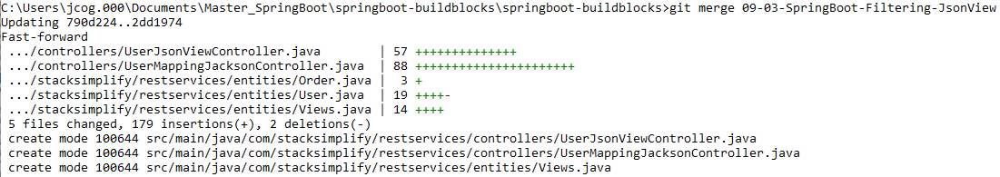 C:\Users\jcog.000\Documents\Master_SpringBoot\springboot-buildblocks\springboot-buildblocks>git merge 09-03-SpringBoot-Filtering-JsonView
Updating 790d224..2dd1974
Fast-forward
.../controllers/UserJsonViewController.java | 57 ++++++++++++++
.../controllers/UserMappingJacksonController.java | 88 ++++++++++++++++++++++
.../stacksimplify/restservices/entities/Order.java | 3 +
.../stacksimplify/restservices/entities/User.java | 19 ++++-
.../stacksimplify/restservices/entities/Views.java | 14 ++++
5 files changed, 179 insertions(+), 2 deletions(-)
create mode 100644 src/main/java/com/stacksimplify/restservices/controllers/UserJsonViewController.java
create mode 100644 src/main/java/com/stacksimplify/restservices/controllers/UserMappingJacksonController.java
create mode 100644 src/main/java/com/stacksimplify/restservices/entities/Views.java